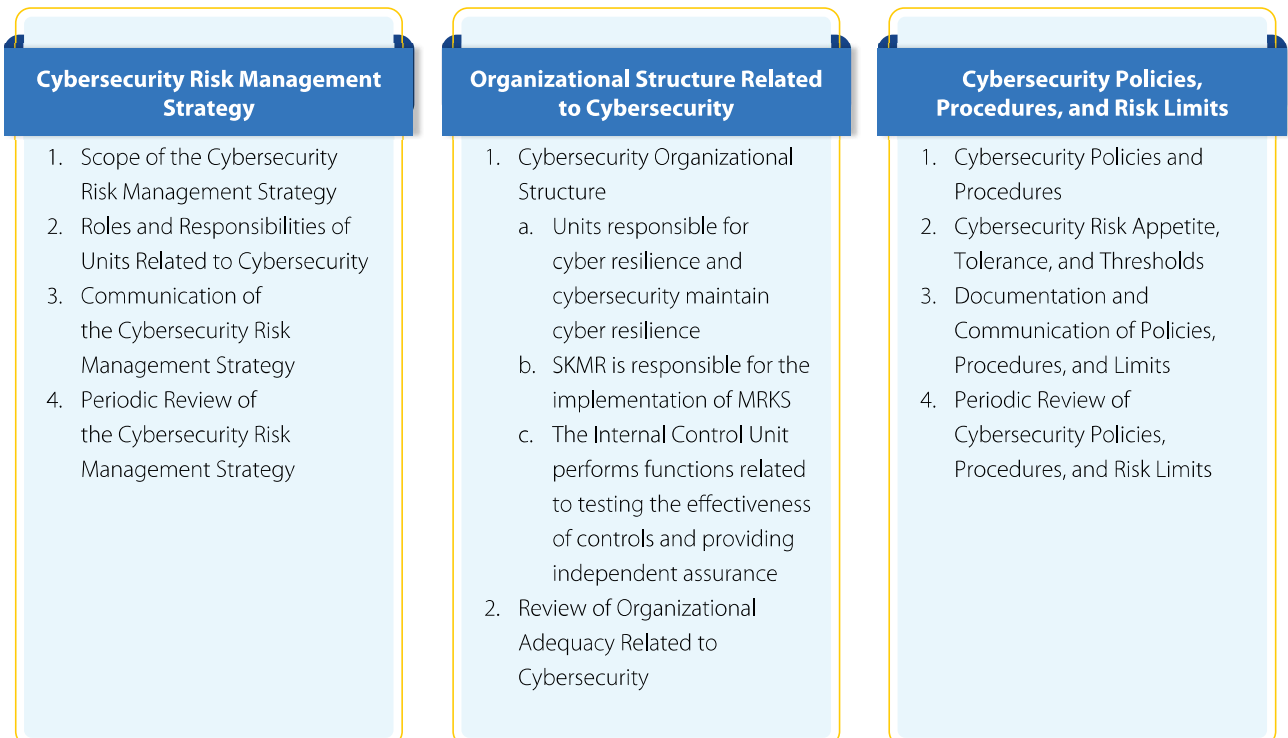 Cybersecurity Risk Management
Strategy
1. Scope of the Cybersecurity
Risk Management Strategy
2. Roles and Responsibilities of
Units Related to Cybersecurity
3. Communication of
the Cybersecurity Risk
Management Strategy
4. Periodic Review of
the Cybersecurity Risk
Management Strategy
Organizational Structure Related
to Cybersecurity
1. Cybersecurity Organizational
Structure
a. Units responsible for
cyber resilience and
cybersecurity maintain
cyber resilience
b. SKMR is responsible for the
implementation of MRKS
c. The Internal Control Unit
performs functions related
to testing the effectiveness
of controls and providing
independent assurance
2. Review of Organizational
Adequacy Related to
Cybersecurity
Cybersecurity Policies,
Procedures, and Risk Limits
1. Cybersecurity Policies and
Procedures
2. Cybersecurity Risk Appetite,
Tolerance, and Thresholds
3. Documentation and
Communication of Policies,
Procedures, and Limits
4. Periodic Review of
Cybersecurity Policies,
Procedures, and Risk Limits